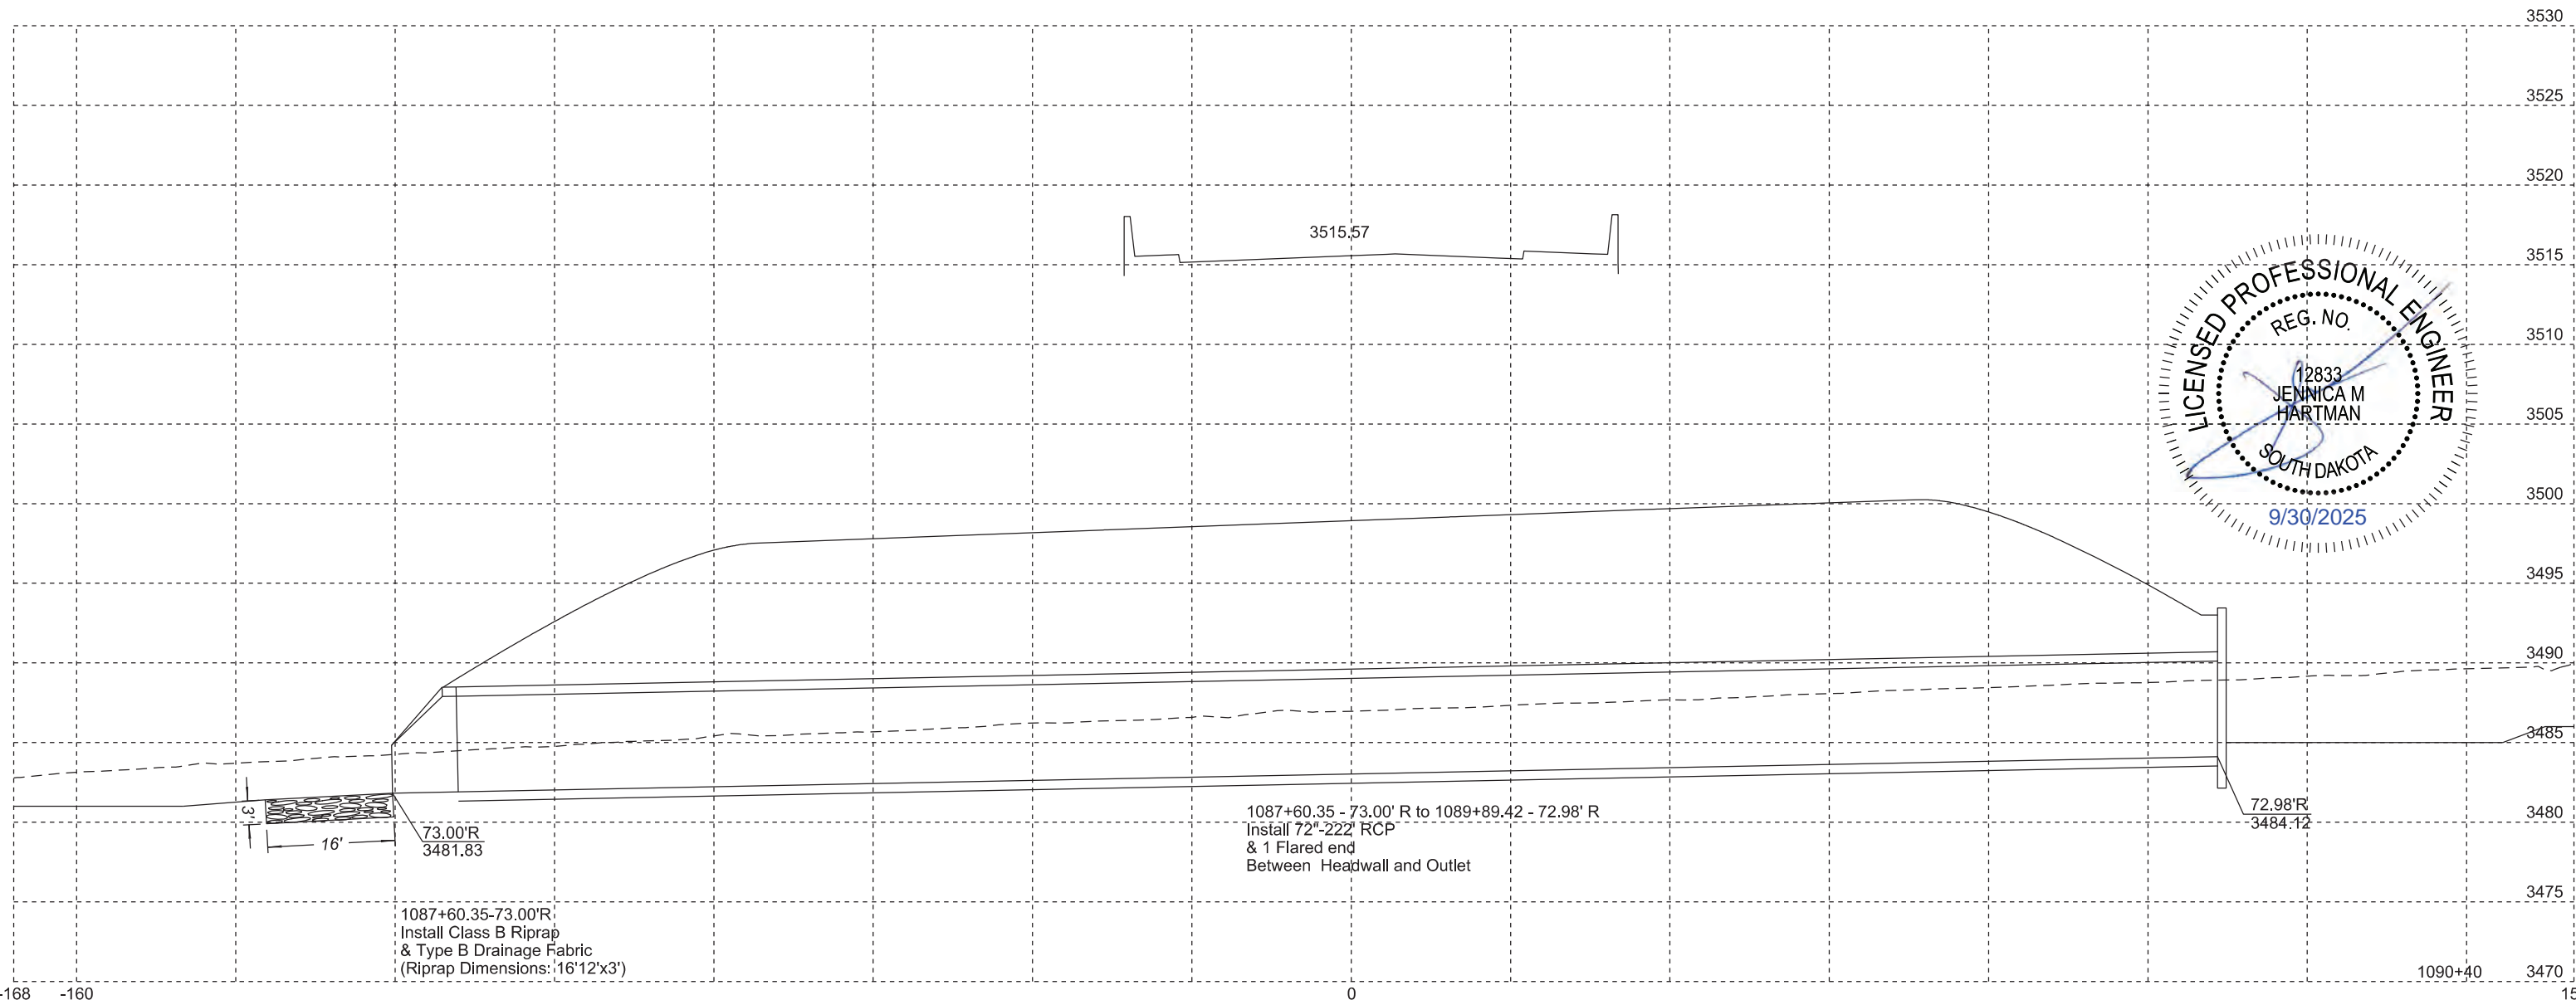 3530
3525
3520
3515.57
3515
LICENSED PROFESSIONAL ENGINEER
REG. NO.
12833
JENNICA M
HARTMAN
SOUTH DAKOTA
9/30/2025
3510
3505
3500
3495
3490
3485
3'
16'
73.00'R
3481.83
1087+60.35 - 73.00' R to 1089+89.42 - 72.98' R
Install 72"-222' RCP
& 1 Flared end
Between Headwall and Outlet
72.98'R
3484.12
3480
3475
1087+60.35-73.00'R
Install Class B Riprap
& Type B Drainage Fabric
(Riprap Dimensions: 16'12'x3')
1090+40
3470
-168
-160
0
15